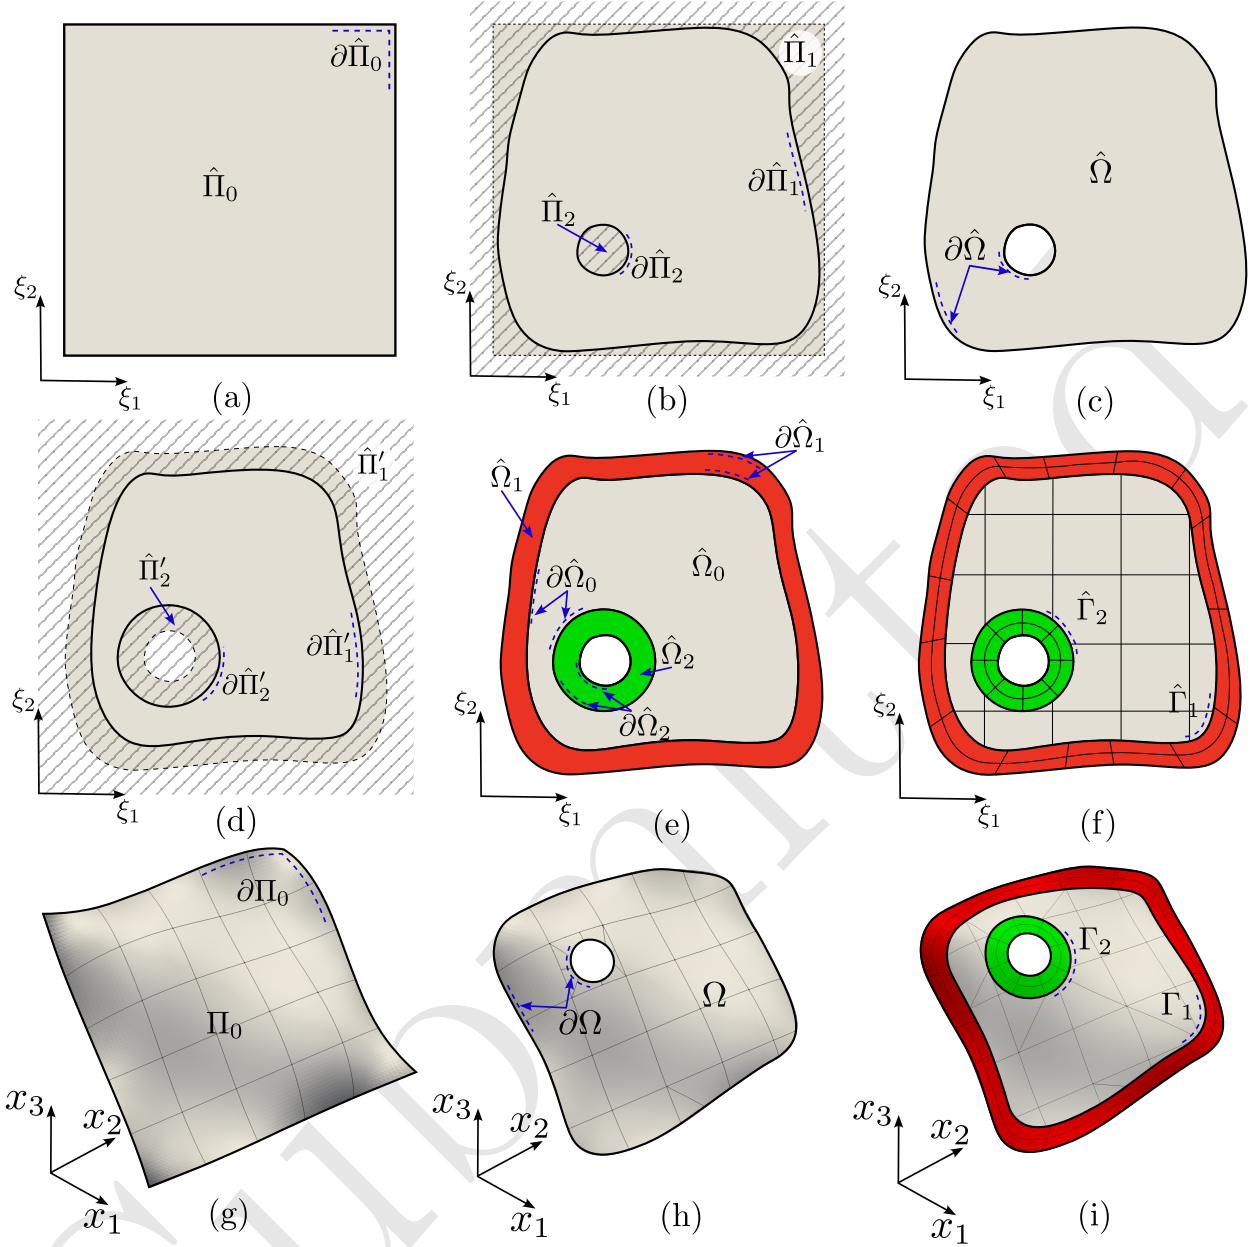 ∂Π̂₀
Π̂₀
ξ₂
ξ₁
(a)
Π̂₁
∂Π̂₁
Π̂₂
∂Π̂₂
ξ₂
ξ₁
(b)
Ω̂
∂Ω̂
ξ₂
ξ₁
(c)
Π̂′₁
Π̂′₂
∂Π̂′₁
∂Π̂′₂
ξ₂
ξ₁
(d)
∂Ω̂₁
Ω̂₁
Ω̂₀
∂Ω̂₀
Ω̂₂
∂Ω̂₂
ξ₂
ξ₁
(e)
Γ̂₂
Γ̂₁
ξ₂
ξ₁
(f)
∂Π₀
Π₀
x₃
x₂
x₁
(g)
Ω
∂Ω
x₃
x₂
x₁
(h)
Γ₂
Γ₁
x₃
x₂
x₁
(i)